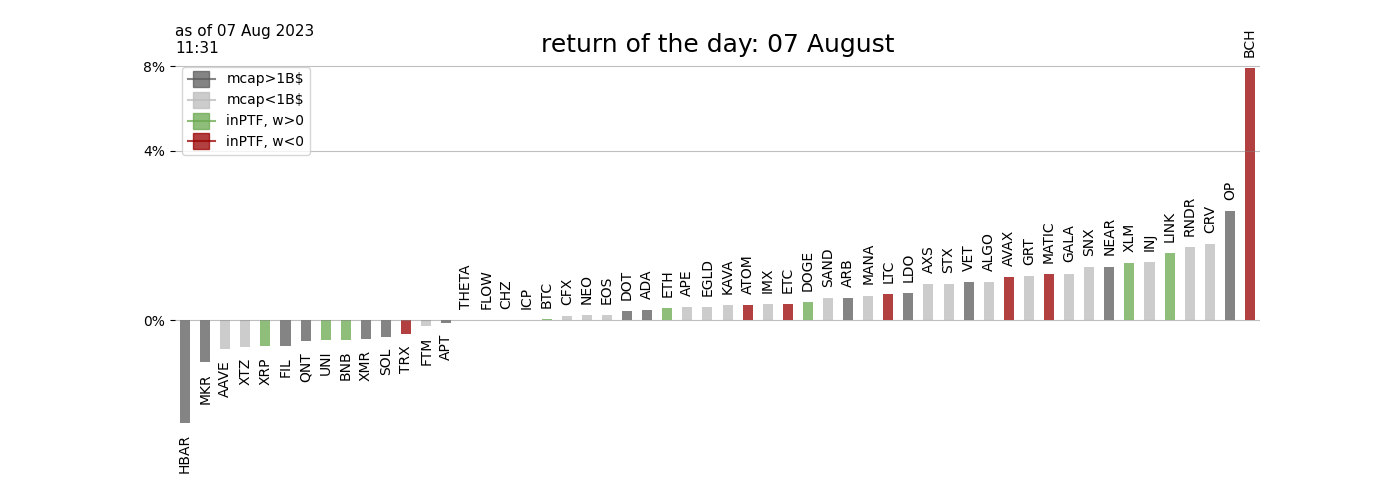 as of 07 Aug 2023
11:31
return of the day: 07 August
8%
4%
0%
mcap>1B$
mcap<1B$
inPTF, w>0
inPTF, w<0
HBAR
MKR
AAVE
XTZ
XRP
FIL
QNT
UNI
BNB
XMR
SOL
TRX
FTM
APT
THETA
FLOW
CHZ
ICP
BTC
CFX
NEO
EOS
DOT
ADA
ETH
APE
EGLD
KAVA
ATOM
IMX
ETC
DOGE
SAND
ARB
MANA
LTC
LDO
AXS
STX
VET
ALGO
AVAX
GRT
MATIC
GALA
SNX
NEAR
XLM
INJ
LINK
RNDR
CRV
OP
BCH